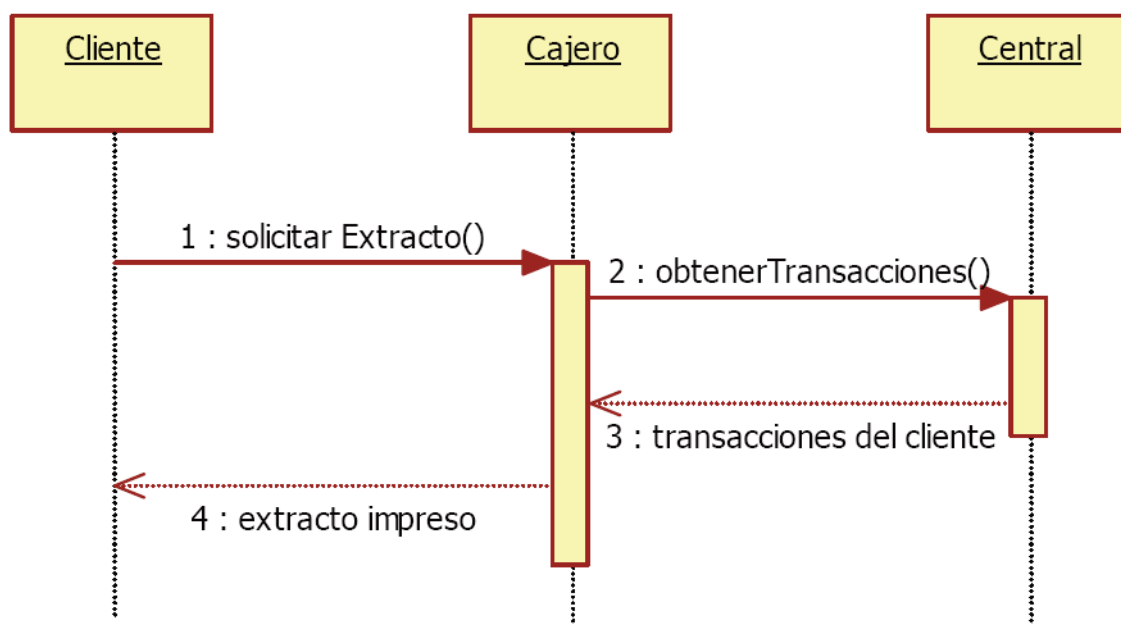 Cliente
Cajero
Central
1 : solicitar Extracto()
2 : obtenerTransacciones()
3 : transacciones del cliente
4 : extracto impreso